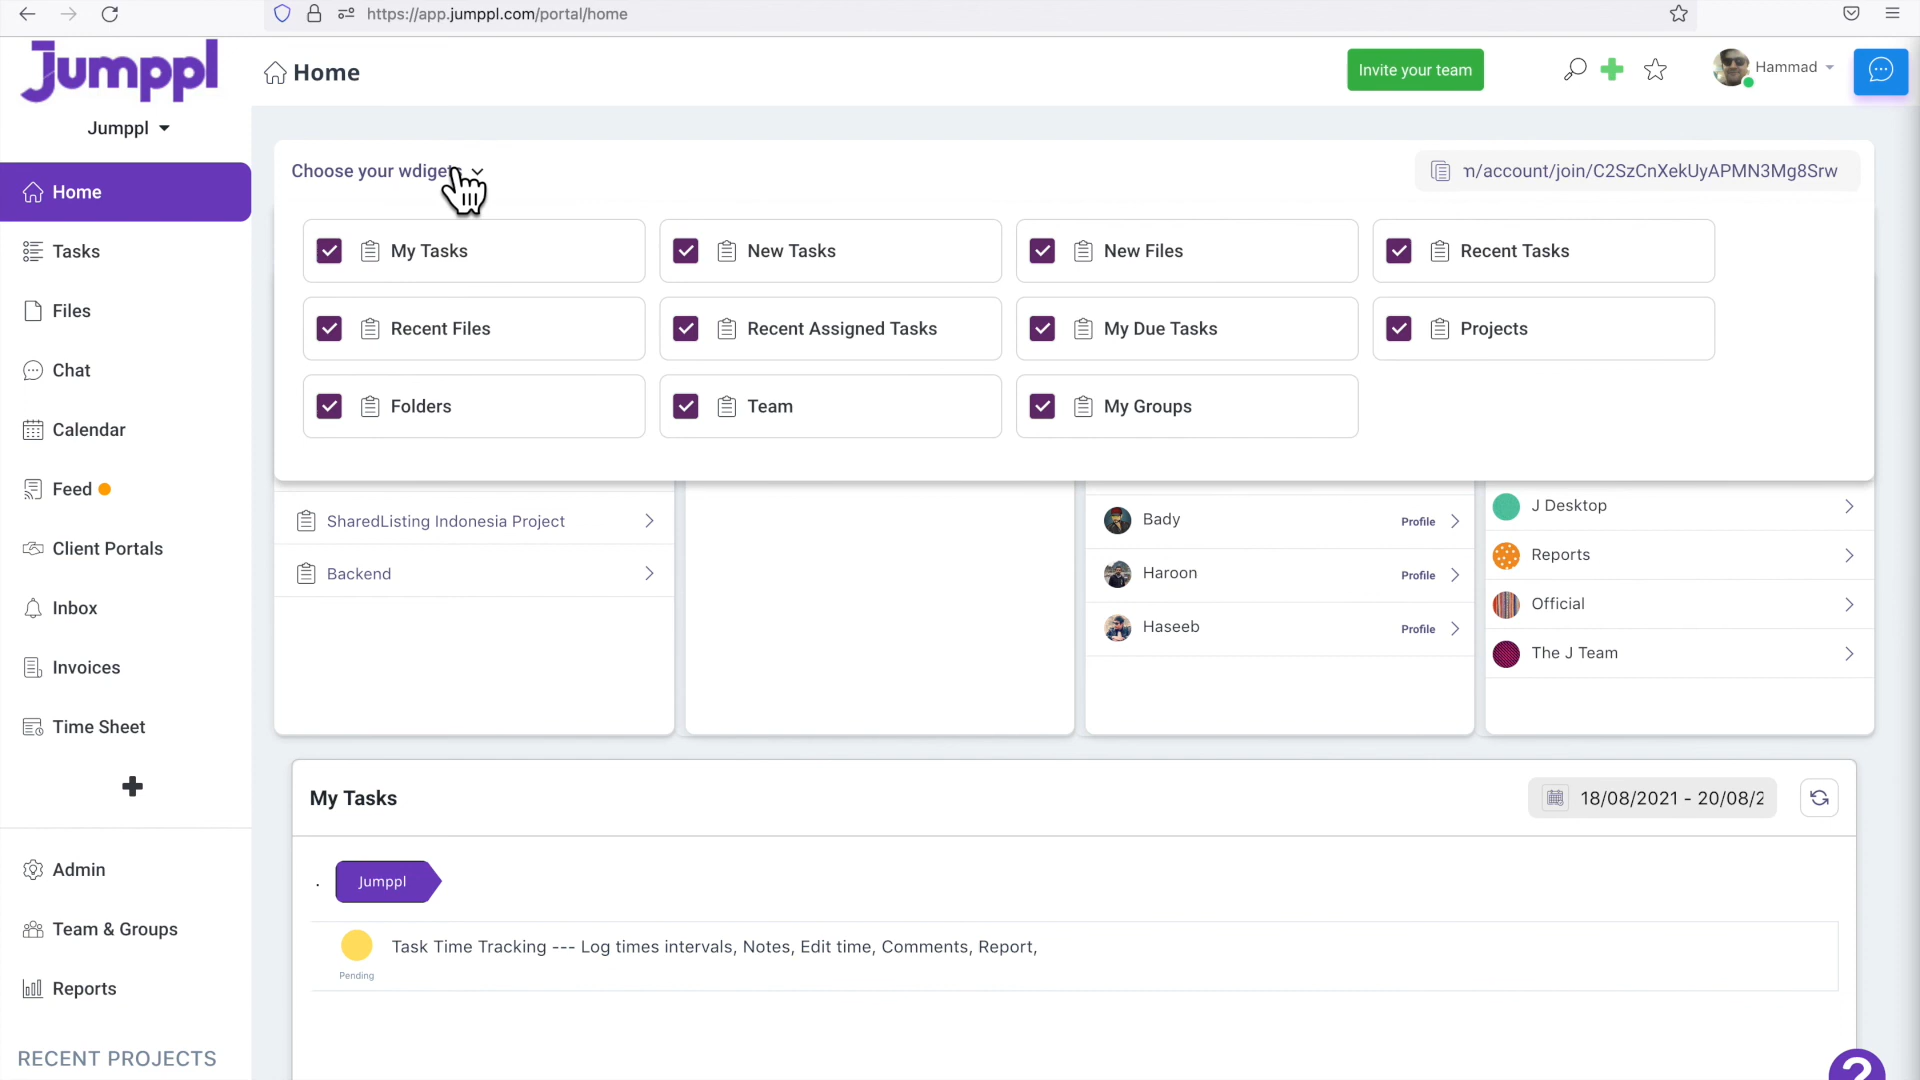 https://app.jumppl.com/portal/home
Jumppl
Home
Invite your team
Hammad
Jumppl
Choose your wdiget
n/account/join/C2SzCnXekUyAPMN3Mg8Srw
Home
My Tasks
New Tasks
New Files
Recent Tasks
Tasks
Recent Files
Recent Assigned Tasks
My Due Tasks
Projects
Files
Folders
Team
My Groups
Chat
Calendar
Feed
SharedListing Indonesia Project
Bady
Profile
J Desktop
Client Portals
Backend
Haroon
Profile
Reports
Inbox
Haseeb
Profile
Official
Invoices
The J Team
Time Sheet
My Tasks
18/08/2021 - 20/08/2
Admin
Jumppl
Team & Groups
Task Time Tracking --- Log times intervals, Notes, Edit time, Comments, Report,
Pending
Reports
RECENT PROJECTS
?